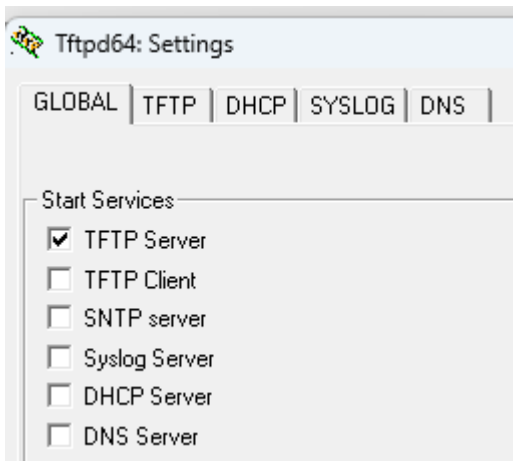 Tftpd64: Settings
GLOBAL TFTP DHCP SYSLOG DNS
Start Services
TFTP Server
TFTP Client
SNTP server
Syslog Server
DHCP Server
DNS Server